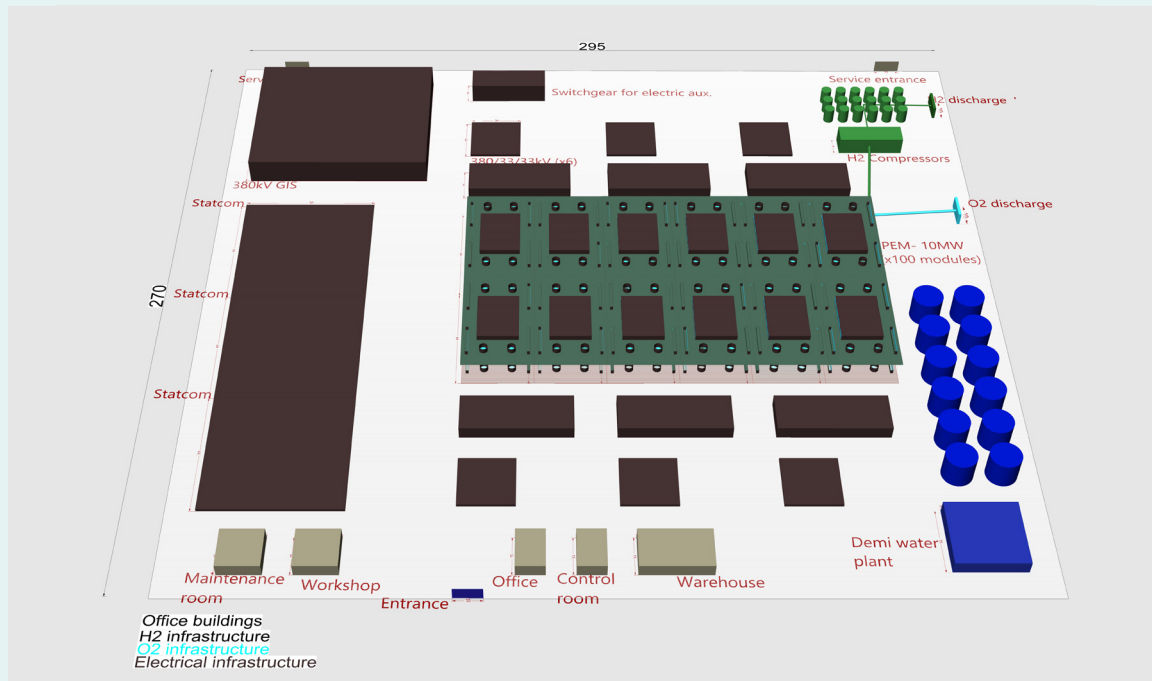 295
Serv
Service entrance
Switchgear for electric aux.
2 discharge
H2 Compressors
380/33/33kV (x6)
380kV GIS
Statcom
O2 discharge
PEM- 10MW
x100 modules)
270
Statcom
Statcom
Demi water
plant
Maintenance
room
Workshop
Office
Control
room
Warehouse
Entrance
Office buildings
H2 infrastructure
O2 infrastructure
Electrical infrastructure